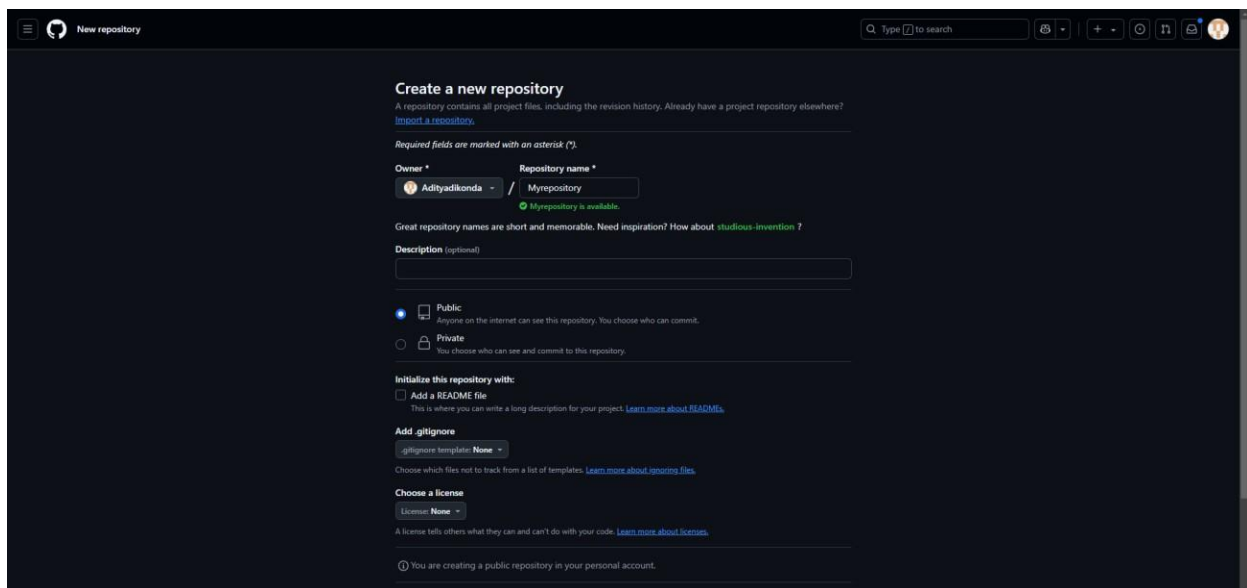 New repository
Type / to search
Create a new repository
A repository contains all project files, including the revision history. Already have a project repository elsewhere?
Import a repository.
Required fields are marked with an asterisk (*).
Owner * Repository name *
Adityadikonda / Myrepository
Myrepository is available.
Great repository names are short and memorable. Need inspiration? How about studious-invention ?
Description (optional)
Public
Anyone on the internet can see this repository. You choose who can commit.
Private
You choose who can see and commit to this repository.
Initialize this repository with:
Add a README file
This is where you can write a long description for your project. Learn more about READMEs.
Add .gitignore
.gitignore template: None
Choose which files not to track from a list of templates. Learn more about ignoring files.
Choose a license
License: None
A license tells others what they can and can't do with your code. Learn more about licenses.
You are creating a public repository in your personal account.